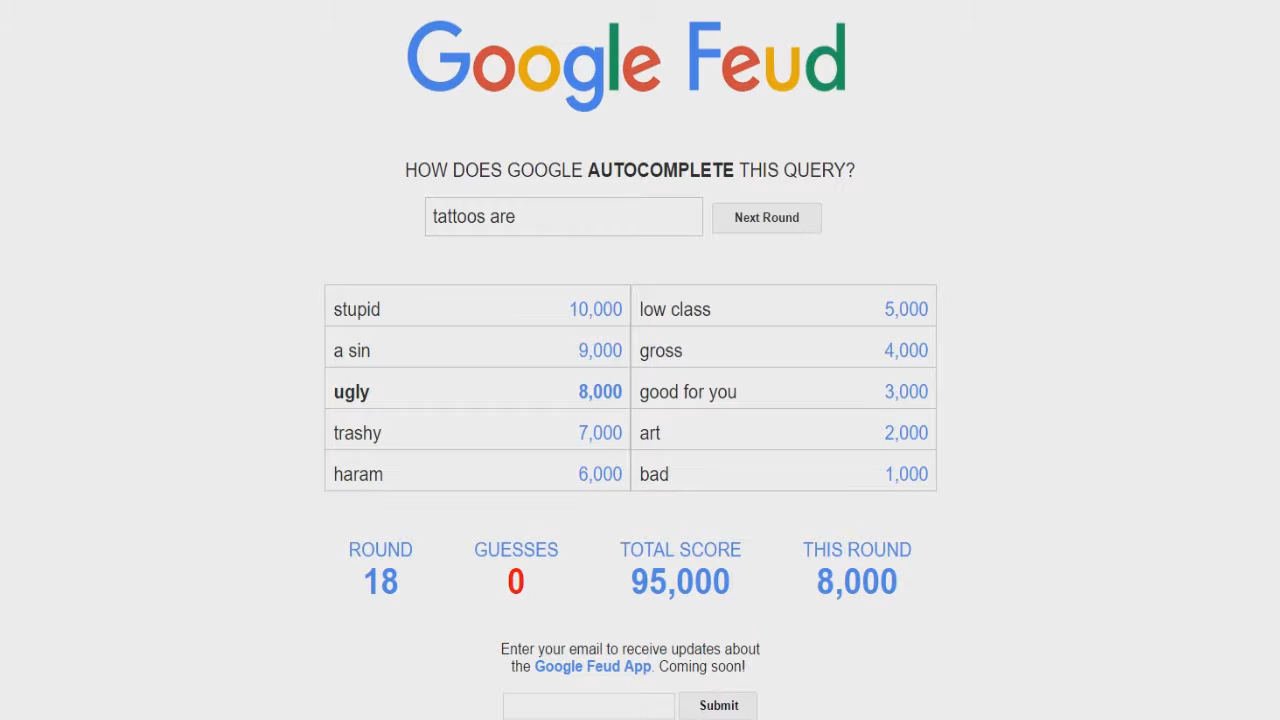 Google Feud
HOW DOES GOOGLE AUTOCOMPLETE THIS QUERY?
tattoos are
Next Round
stupid 10,000 low class 5,000
a sin 9,000 gross 4,000
ugly 8,000 good for you 3,000
trashy 7,000 art 2,000
haram 6,000 bad 1,000
ROUND GUESSES TOTAL SCORE THIS ROUND
18 0 95,000 8,000
Enter your email to receive updates about
the Google Feud App. Coming soon!
Submit